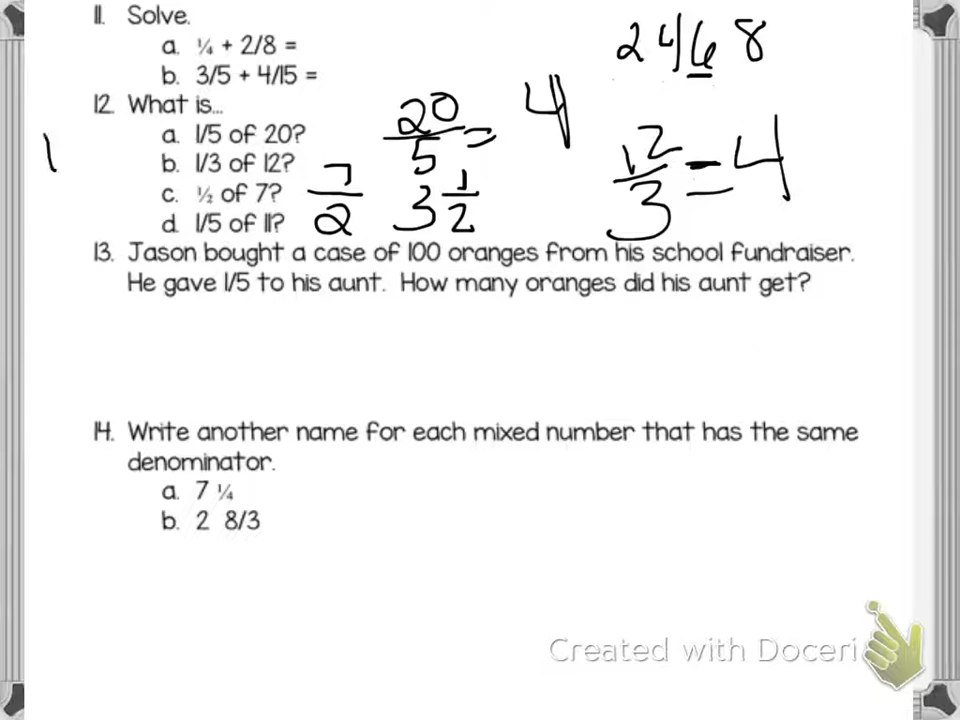 11. Solve.
a. ¼ + 2/8 =
b. 3/5 + 4/15 =
2 4 6 8
12. What is...
a. 1/5 of 20?
b. 1/3 of 12?
c. ½ of 7?
d. 1/5 of 11?
20/5 = 4
12/3 = 4
7/2
3 1/2
1
13. Jason bought a case of 100 oranges from his school fundraiser.
He gave 1/5 to his aunt. How many oranges did his aunt get?
14. Write another name for each mixed number that has the same
denominator.
a. 7 ¼
b. 2 8/3
Created with Doceri